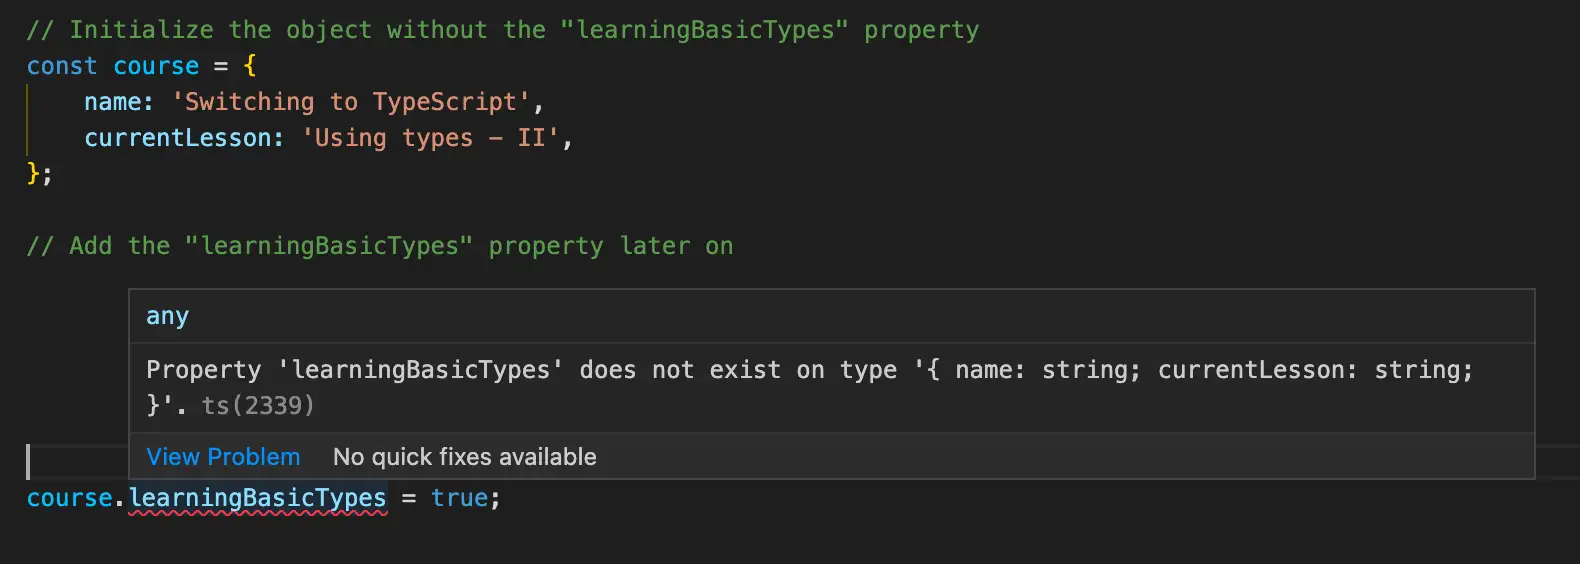 // Initialize the object without the "learningBasicTypes" property
const course = {
    name: 'Switching to TypeScript',
    currentLesson: 'Using types – II',
};
// Add the "learningBasicTypes" property later on
any
Property 'learningBasicTypes' does not exist on type '{ name: string; currentLesson: string;
}'. ts(2339)
View Problem   No quick fixes available
course.learningBasicTypes = true;